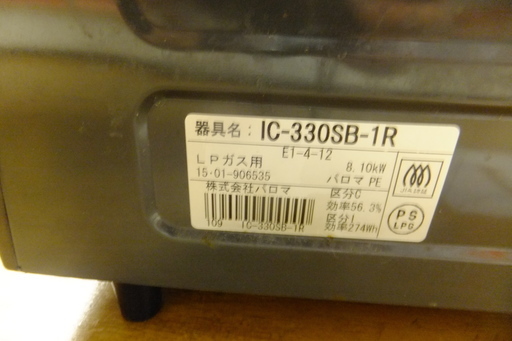 器具名： IC-330SB-1R
E1-4-12
LPガス用 8.10kW
15·01-906535 パロマ PE
株式会社パロマ 区分C
効率56.3%
区分I
効率274Wh
109 IC-330SB-1R
PS
LPG